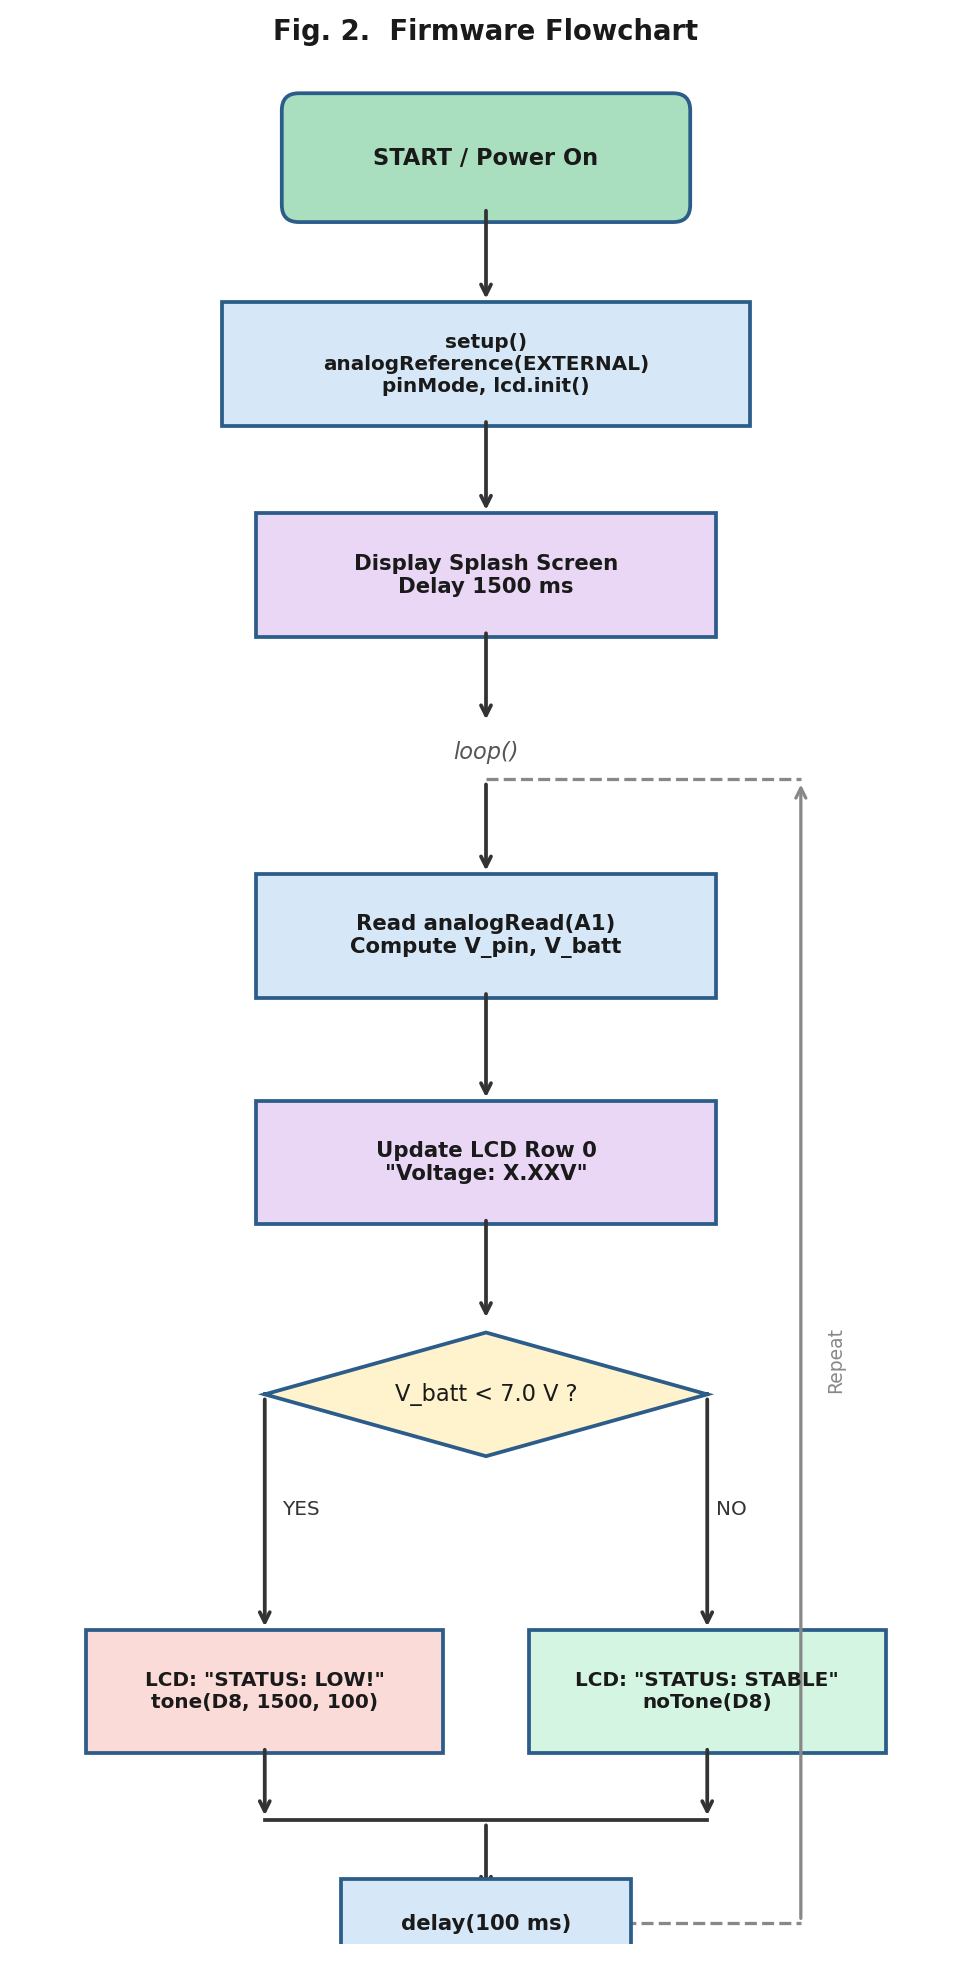 Fig. 2.  Firmware Flowchart
START / Power On
setup()
analogReference(EXTERNAL)
pinMode, lcd.init()
Display Splash Screen
Delay 1500 ms
loop()
Read analogRead(A1)
Compute V_pin, V_batt
Update LCD Row 0
"Voltage: X.XXV"
V_batt < 7.0 V ?
Repeat
YES
NO
LCD: "STATUS: LOW!"
tone(D8, 1500, 100)
LCD: "STATUS: STABLE"
noTone(D8)
delay(100 ms)